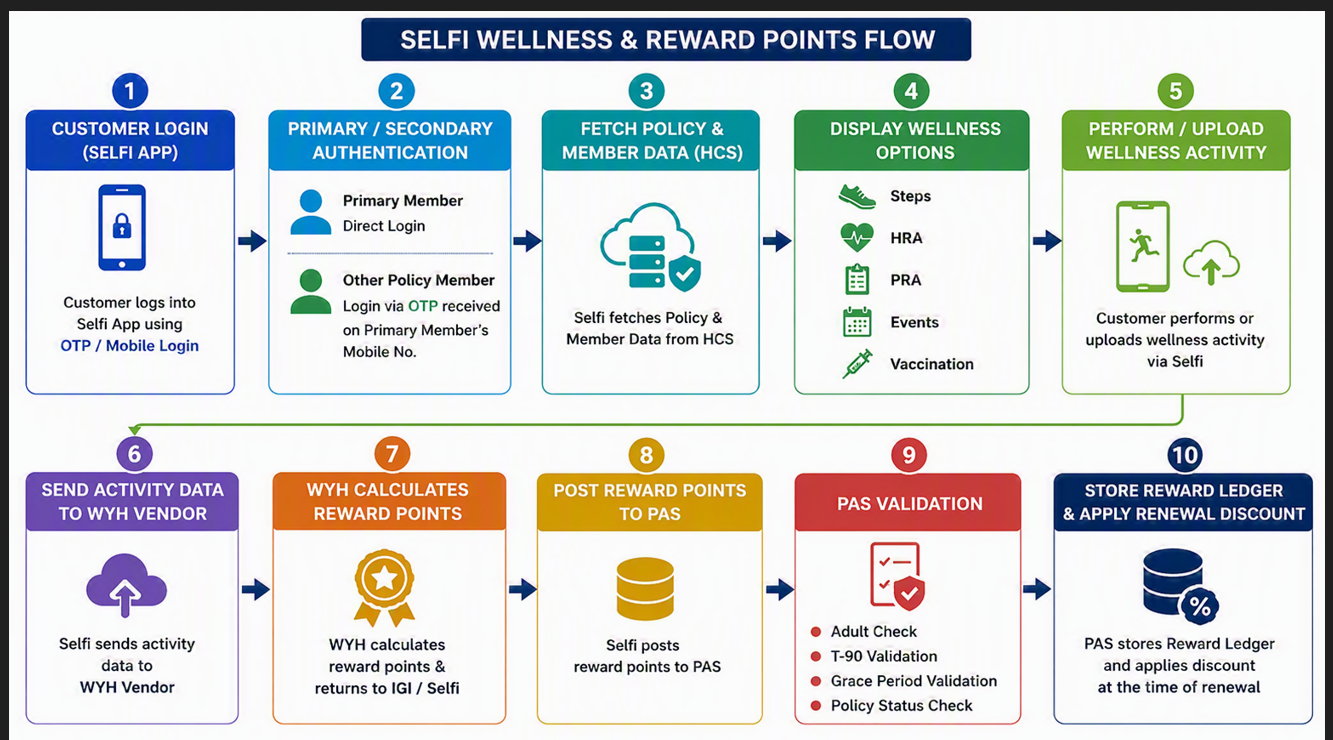 SELFI WELLNESS & REWARD POINTS FLOW
1
CUSTOMER LOGIN
(SELFI APP)
Customer logs into
Selfi App using
OTP / Mobile Login
2
PRIMARY / SECONDARY
AUTHENTICATION
Primary Member
Direct Login
Other Policy Member
Login via OTP received
on Primary Member's
Mobile No.
3
FETCH POLICY &
MEMBER DATA (HCS)
Selfi fetches Policy &
Member Data from HCS
4
DISPLAY WELLNESS
OPTIONS
Steps
HRA
PRA
Events
Vaccination
5
PERFORM / UPLOAD
WELLNESS ACTIVITY
Customer performs or
uploads wellness activity
via Selfi
6
SEND ACTIVITY DATA
TO WYH VENDOR
Selfi sends activity
data to
WYH Vendor
7
WYH CALCULATES
REWARD POINTS
WYH calculates
reward points &
returns to IGI / Selfi
8
POST REWARD POINTS
TO PAS
Selfi posts
reward points to PAS
9
PAS VALIDATION
Adult Check
T-90 Validation
Grace Period Validation
Policy Status Check
10
STORE REWARD LEDGER
& APPLY RENEWAL DISCOUNT
%
PAS stores Reward Ledger
and applies discount
at the time of renewal